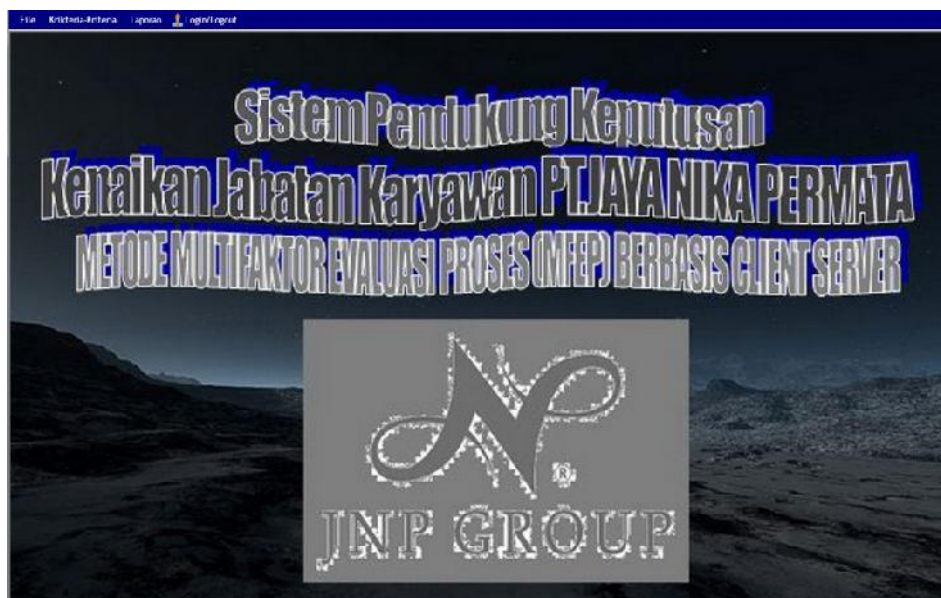 File Krikteria-Kriteria Laporan Login/Logout
Sistem Pendukung Keputusan
Kenaikan Jabatan Karyawan PT.JAYA NIKA PERMATA
METODE MULTIFAKTOR EVALUASI PROSES (MFEP) BERBASIS CLIENT SERVER
N.
®
JNP GROUP